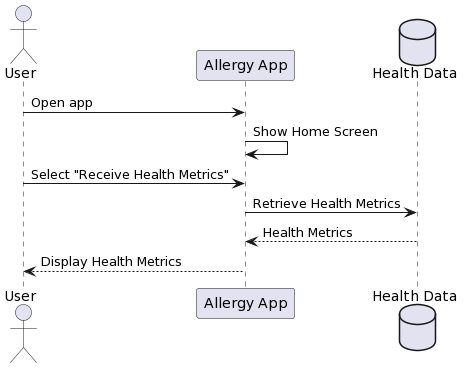 User
Allergy App
Health Data
Open app
Show Home Screen
Select "Receive Health Metrics"
Retrieve Health Metrics
Health Metrics
Display Health Metrics
User
Allergy App
Health Data